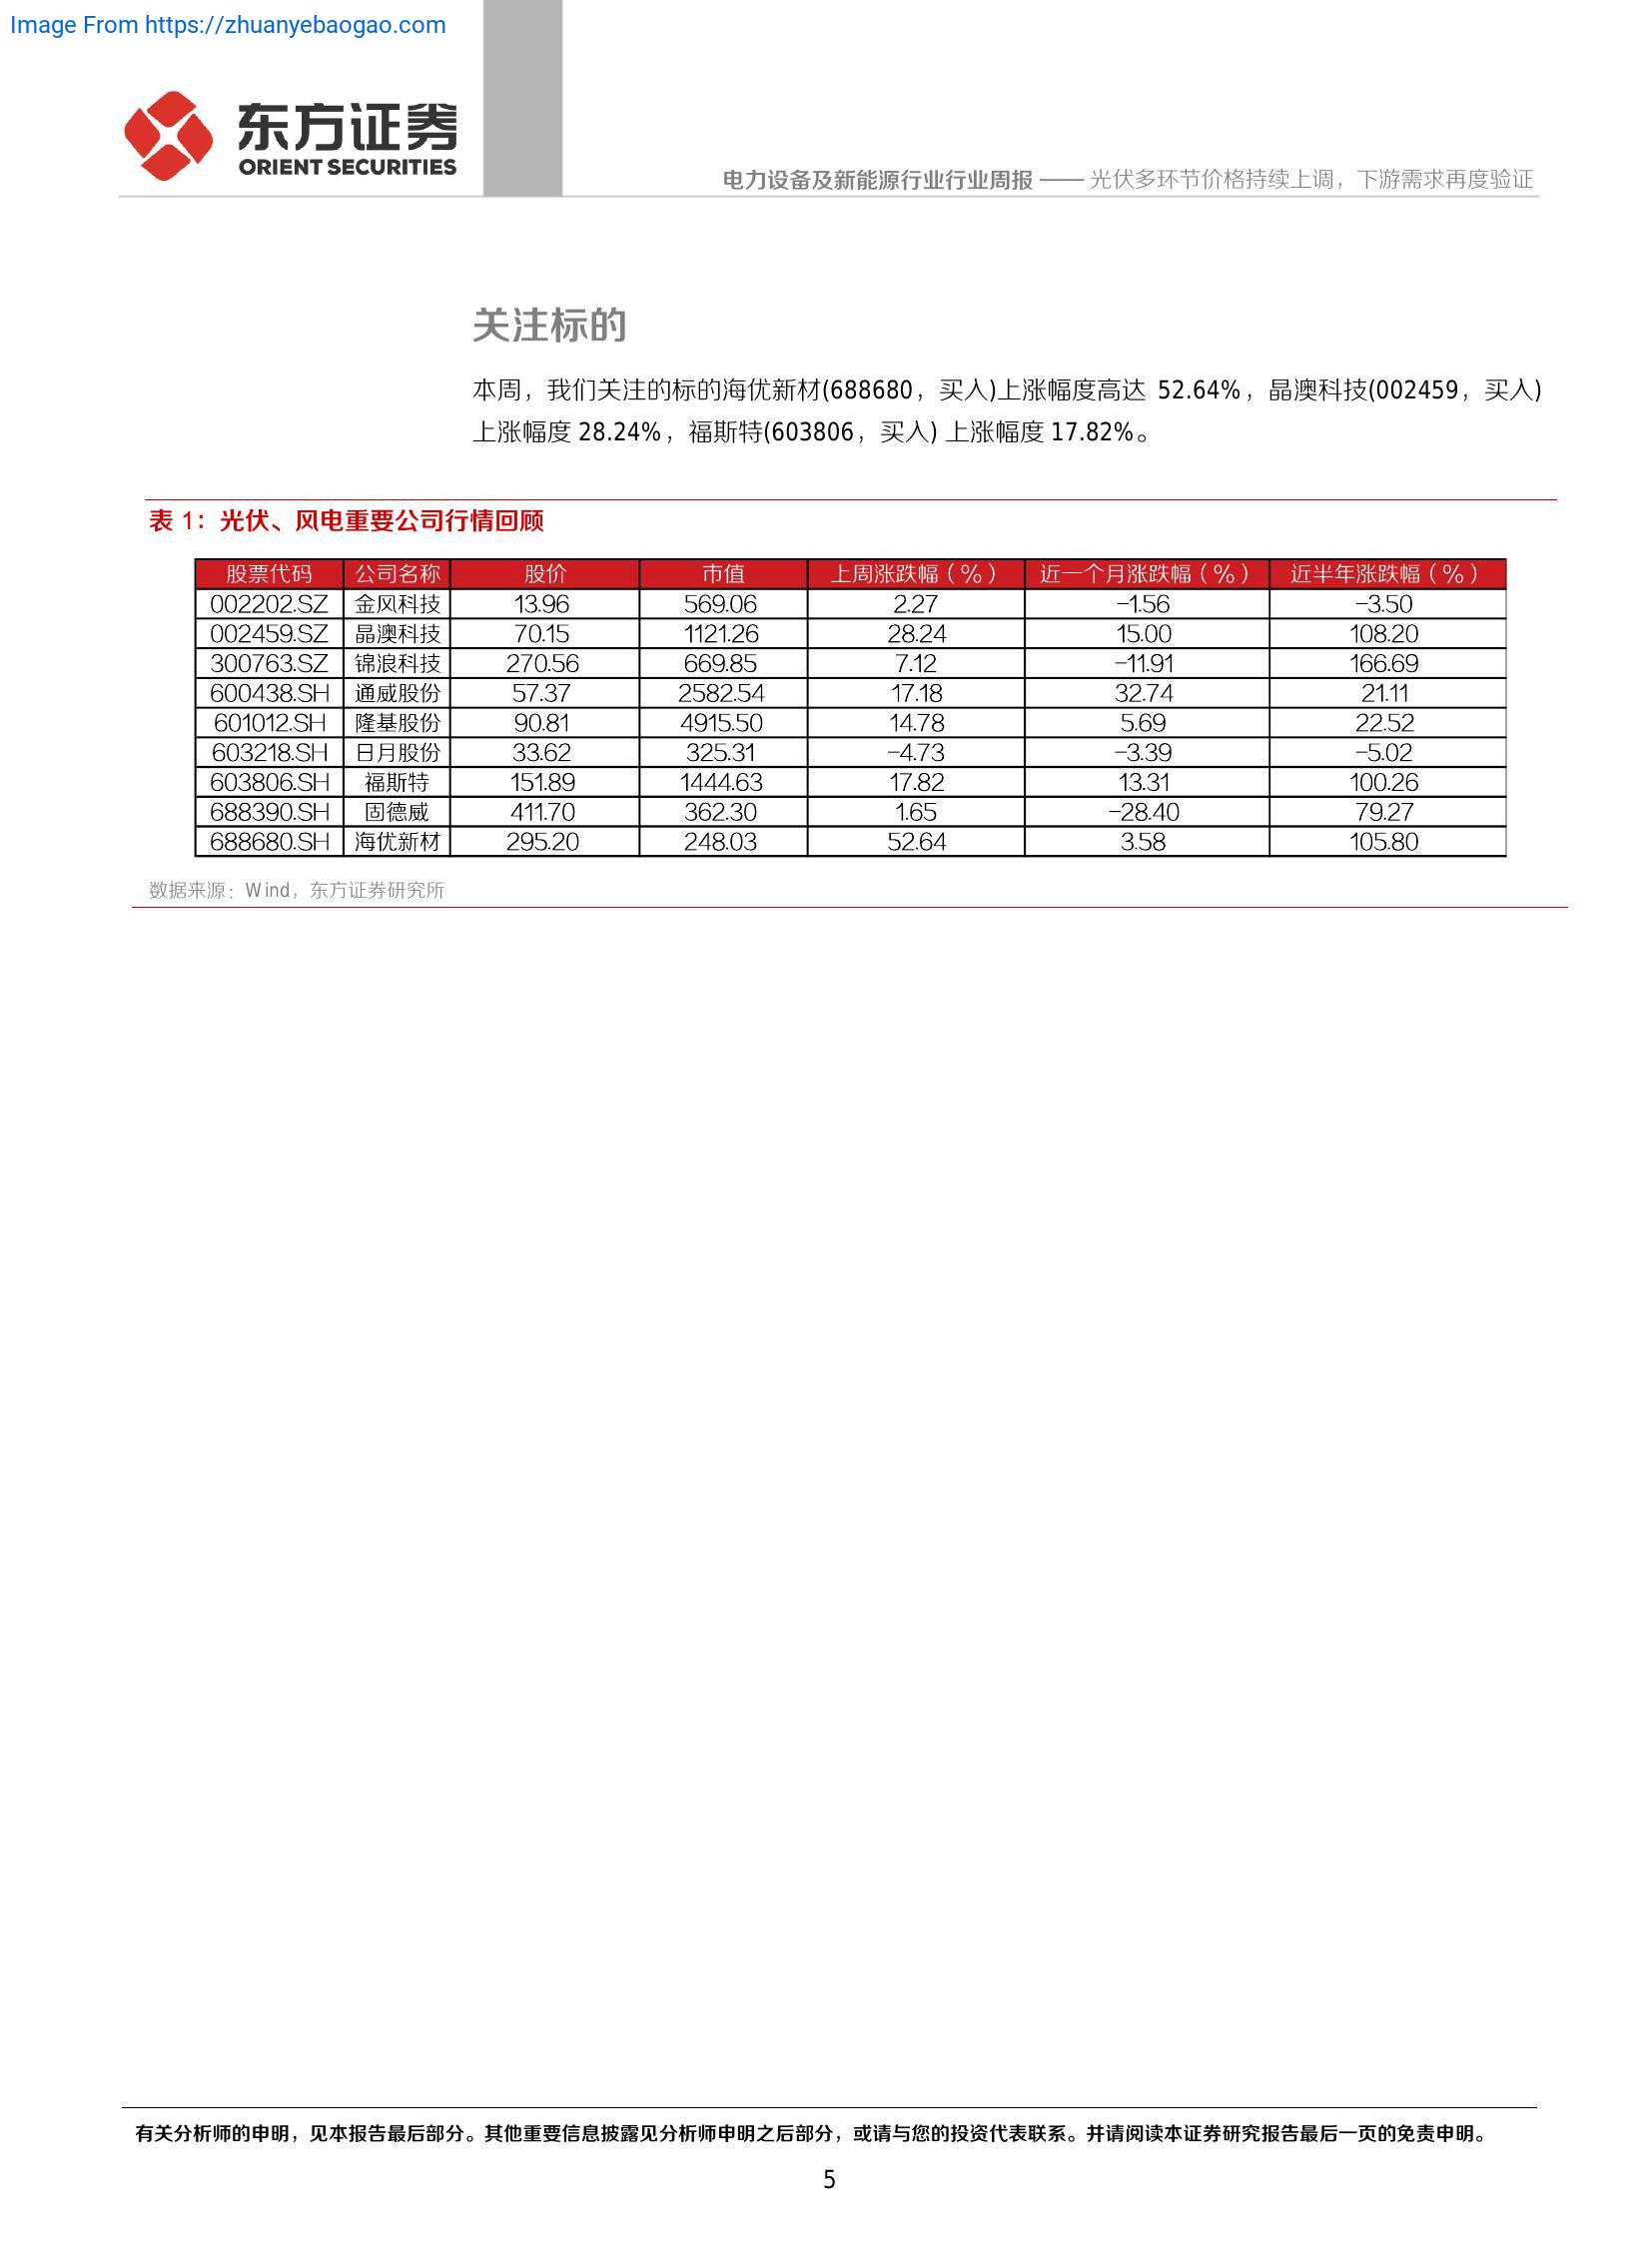 Image From https://zhuanyebaogao.com
东方证券
ORIENT SECURITIES
电力设备及新能源行业行业周报 —— 光伏多环节价格持续上调，下游需求再度验证
关注标的
本周，我们关注的标的海优新材(688680，买入)上涨幅度高达 52.64%，晶澳科技(002459，买入)
上涨幅度 28.24%，福斯特(603806，买入) 上涨幅度 17.82%。
表 1：光伏、风电重要公司行情回顾
股票代码 公司名称 股价 市值 上周涨跌幅（%） 近一个月涨跌幅（%） 近半年涨跌幅（%）
002202.SZ 金风科技 13.96 569.06 2.27 -1.56 -3.50
002459.SZ 晶澳科技 70.15 1121.26 28.24 15.00 108.20
300763.SZ 锦浪科技 270.56 669.85 7.12 -11.91 166.69
600438.SH 通威股份 57.37 2582.54 17.18 32.74 21.11
601012.SH 隆基股份 90.81 4915.50 14.78 5.69 22.52
603218.SH 日月股份 33.62 325.31 -4.73 -3.39 -5.02
603806.SH 福斯特 151.89 1444.63 17.82 13.31 100.26
688390.SH 固德威 411.70 362.30 1.65 -28.40 79.27
688680.SH 海优新材 295.20 248.03 52.64 3.58 105.80
数据来源：Wind，东方证券研究所
有关分析师的申明，见本报告最后部分。其他重要信息披露见分析师申明之后部分，或请与您的投资代表联系。并请阅读本证券研究报告最后一页的免责申明。
5